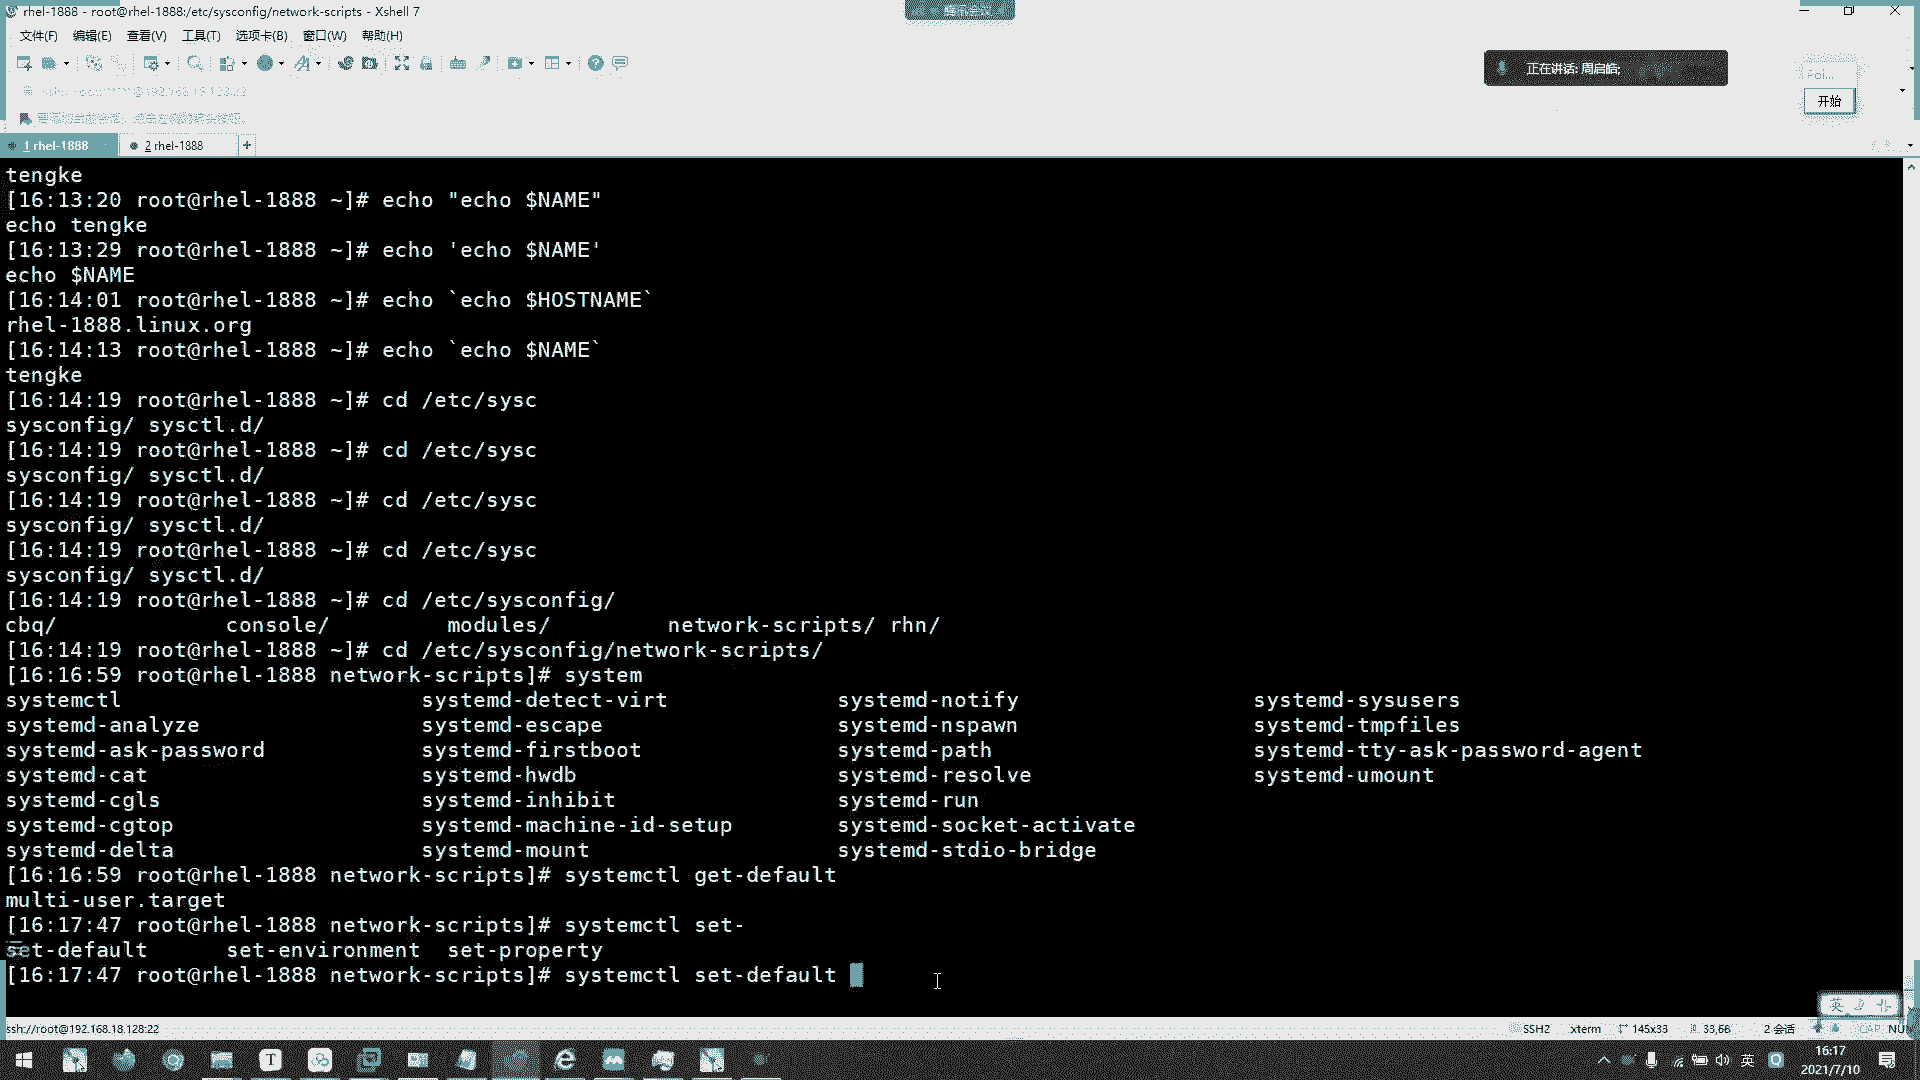 rhel-1888 - root@rhel-1888:/etc/sysconfig/network-scripts - Xshell 7
文件(F) 编辑(E) 查看(V) 工具(T) 选项卡(B) 窗口(W) 帮助(H)
正在讲话: 周启皓;
Poi...
开始
1 rhel-1888
2 rhel-1888
+
tengke
[16:13:20 root@rhel-1888 ~]# echo "echo $NAME"
echo tengke
[16:13:29 root@rhel-1888 ~]# echo 'echo $NAME'
echo $NAME
[16:14:01 root@rhel-1888 ~]# echo `echo $HOSTNAME`
rhel-1888.linux.org
[16:14:13 root@rhel-1888 ~]# echo `echo $NAME`
tengke
[16:14:19 root@rhel-1888 ~]# cd /etc/sysc
sysconfig/ sysctl.d/
[16:14:19 root@rhel-1888 ~]# cd /etc/sysc
sysconfig/ sysctl.d/
[16:14:19 root@rhel-1888 ~]# cd /etc/sysc
sysconfig/ sysctl.d/
[16:14:19 root@rhel-1888 ~]# cd /etc/sysc
sysconfig/ sysctl.d/
[16:14:19 root@rhel-1888 ~]# cd /etc/sysconfig/
cbq/ console/ modules/ network-scripts/ rhn/
[16:14:19 root@rhel-1888 ~]# cd /etc/sysconfig/network-scripts/
[16:16:59 root@rhel-1888 network-scripts]# system
systemctl systemd-detect-virt systemd-notify systemd-sysusers
systemd-analyze systemd-escape systemd-nspawn systemd-tmpfiles
systemd-ask-password systemd-firstboot systemd-path systemd-tty-ask-password-agent
systemd-cat systemd-hwdb systemd-resolve systemd-umount
systemd-cgls systemd-inhibit systemd-run
systemd-cgtop systemd-machine-id-setup systemd-socket-activate
systemd-delta systemd-mount systemd-stdio-bridge
[16:16:59 root@rhel-1888 network-scripts]# systemctl get-default
multi-user.target
[16:17:47 root@rhel-1888 network-scripts]# systemctl set-
set-default set-environment set-property
[16:17:47 root@rhel-1888 network-scripts]# systemctl set-default
英
ssh://root@192.168.18.128:22 SSH2 xterm 145x33 33,66 2 会话 CAP NUM
英
16:17
2021/7/10